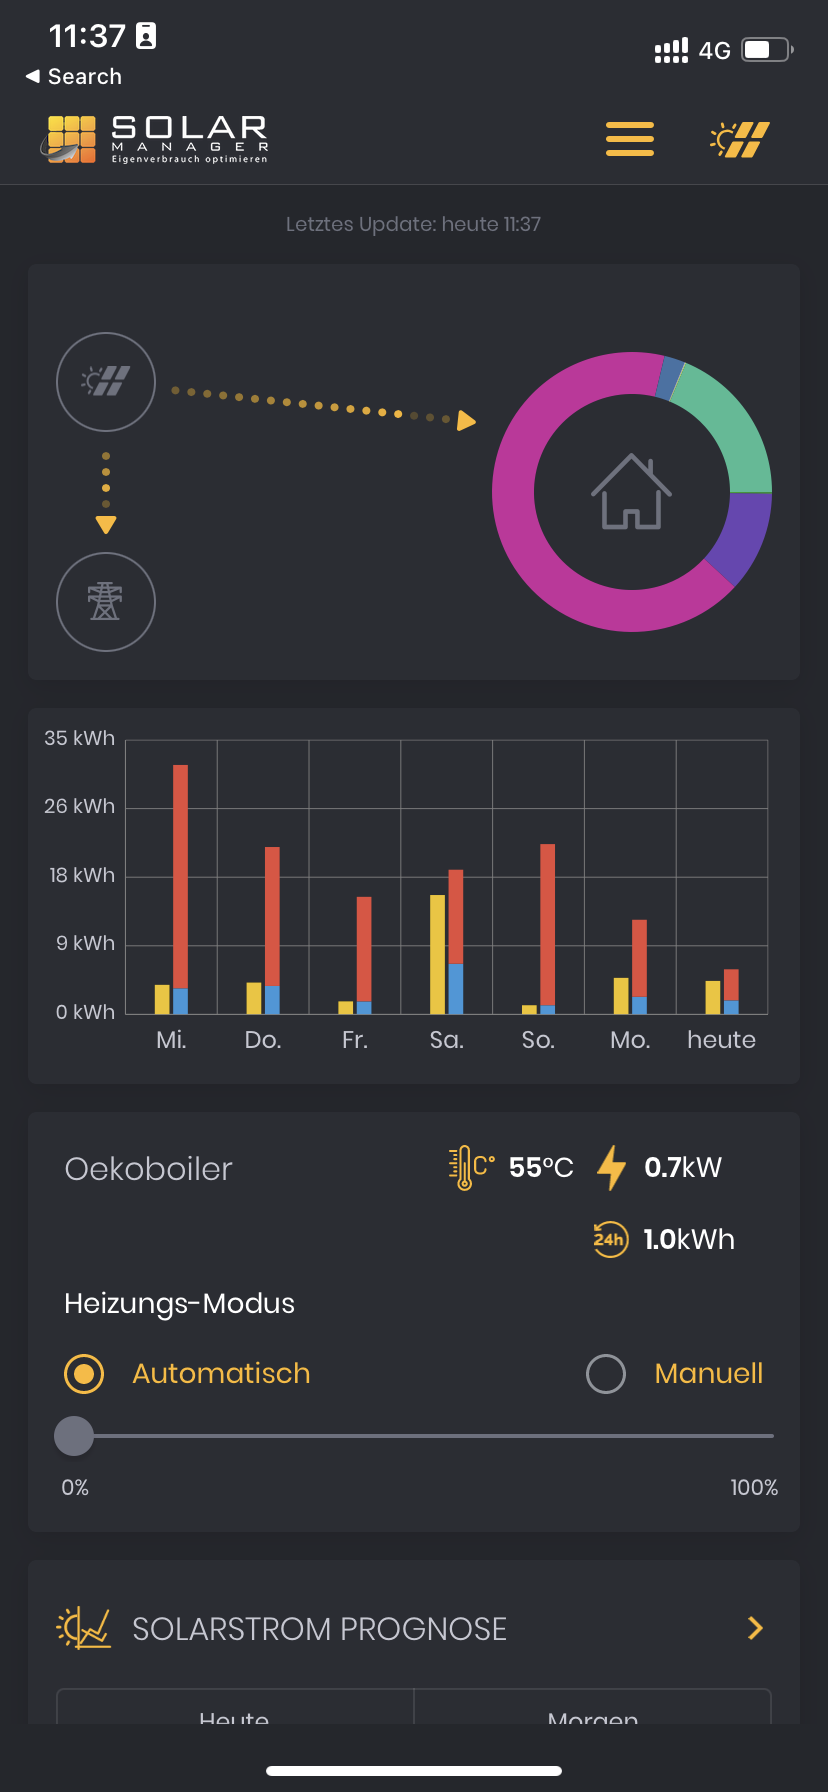 11:37
4G
Search
SOLAR
MANAGER
Eigenverbrauch optimieren
Letztes Update: heute 11:37
35 kWh
26 kWh
18 kWh
9 kWh
0 kWh
Mi. Do. Fr. Sa. So. Mo. heute
Oekoboiler C° 55°C 0.7kW
24h 1.0kWh
Heizungs-Modus
Automatisch Manuell
0% 100%
SOLARSTROM PROGNOSE
Heute Morgen